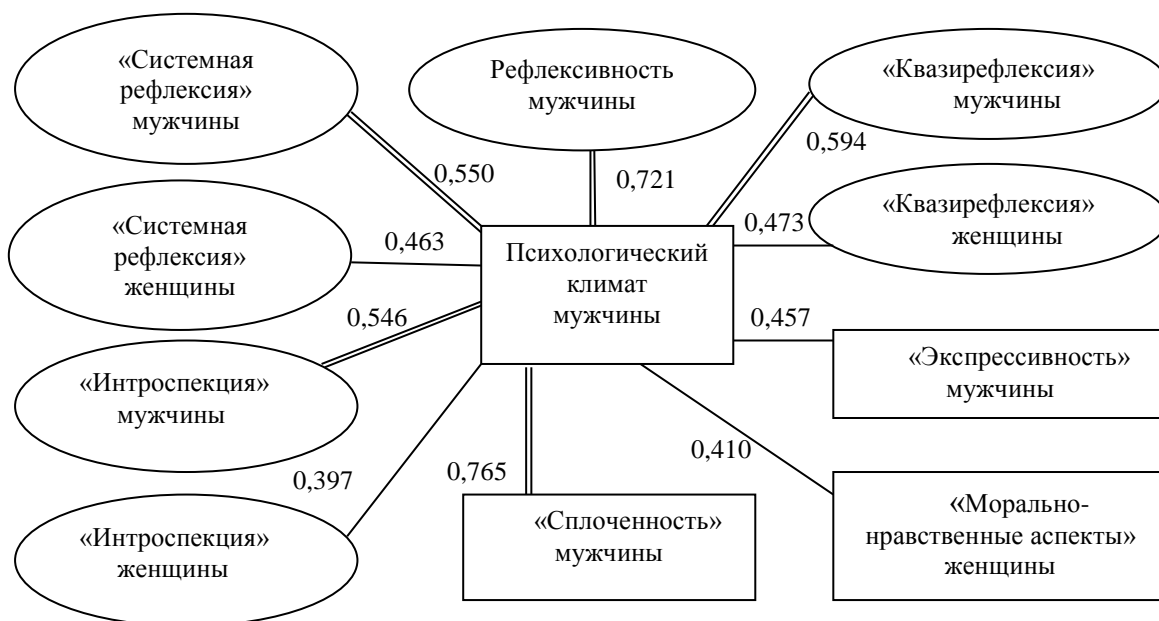 «Системная
рефлексия»
мужчины
Рефлексивность
мужчины
«Квазирефлексия»
мужчины
0,550
0,721
0,594
«Системная
рефлексия»
женщины
0,463
Психологический
климат
мужчины
0,473
«Квазирефлексия»
женщины
0,546
0,457
«Интроспекция»
мужчины
«Экспрессивность»
мужчины
0,397
0,765
0,410
«Интроспекция»
женщины
«Сплоченность»
мужчины
«Морально-
нравственные аспекты»
женщины